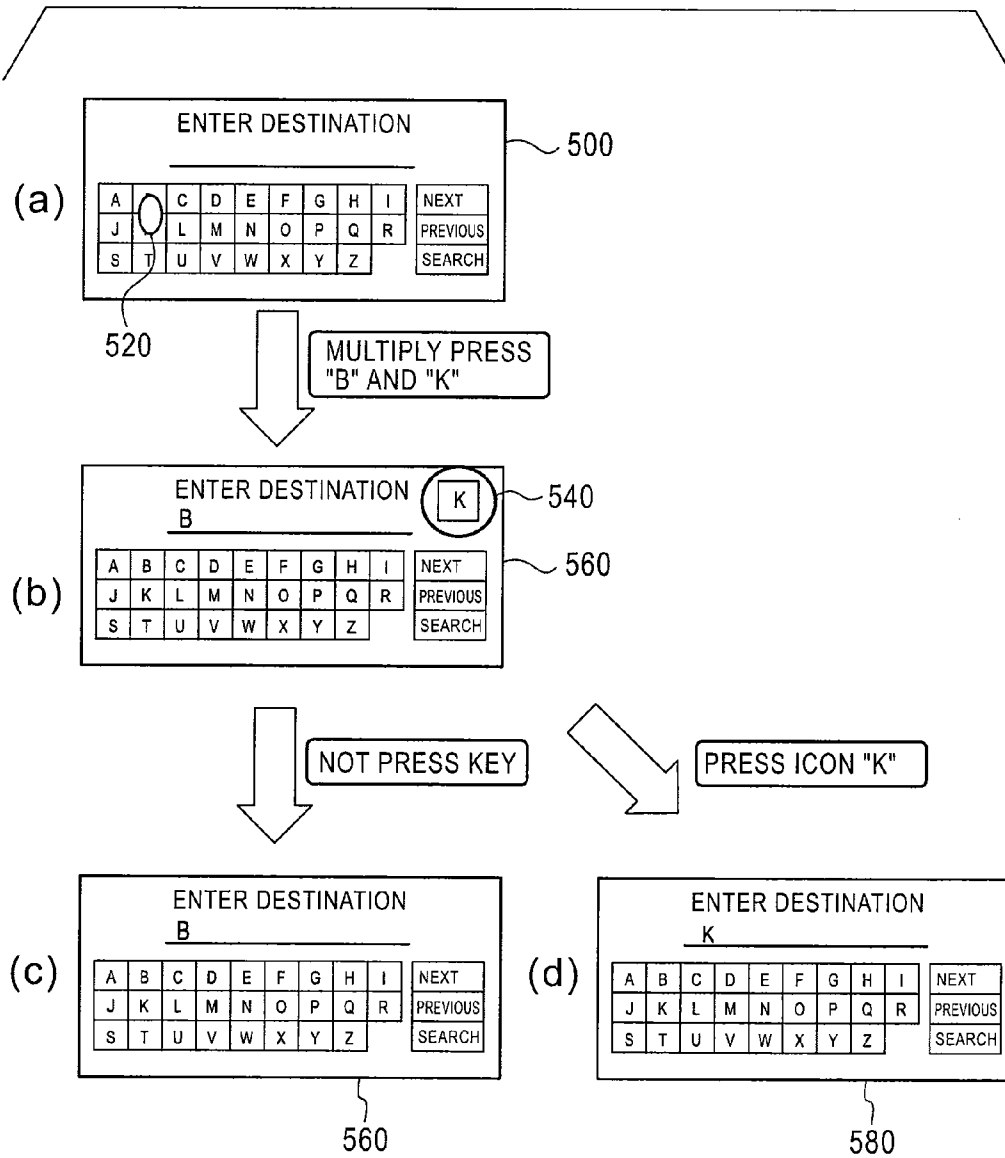 ENTER DESTINATION
500
(a)
A C D E F G H I NEXT
J L M N O P Q R PREVIOUS
S T U V W X Y Z SEARCH
520
MULTIPLY PRESS
"B" AND "K"
ENTER DESTINATION
K
540
B
560
(b)
A B C D E F G H I NEXT
J K L M N O P Q R PREVIOUS
S T U V W X Y Z SEARCH
NOT PRESS KEY
PRESS ICON "K"
ENTER DESTINATION
B
(c)
A B C D E F G H I NEXT
J K L M N O P Q R PREVIOUS
S T U V W X Y Z SEARCH
560
ENTER DESTINATION
K
(d)
A B C D E F G H I NEXT
J K L M N O P Q R PREVIOUS
S T U V W X Y Z SEARCH
580